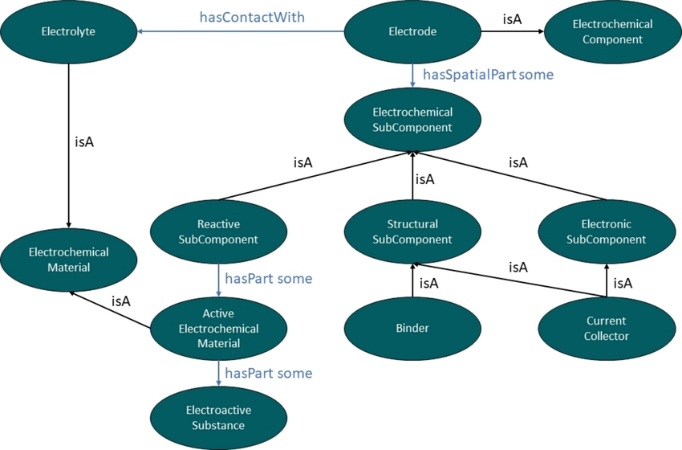 hasContactWith
isA
Electrolyte
Electrode
Electrochemical
Component
hasSpatialPart some
Electrochemical
SubComponent
isA
isA
isA
isA
Reactive
SubComponent
Structural
SubComponent
Electronic
SubComponent
Electrochemical
Material
hasPart some
isA
isA
isA
isA
Active
Electrochemical
Material
Binder
Current
Collector
hasPart some
Electroactive
Substance